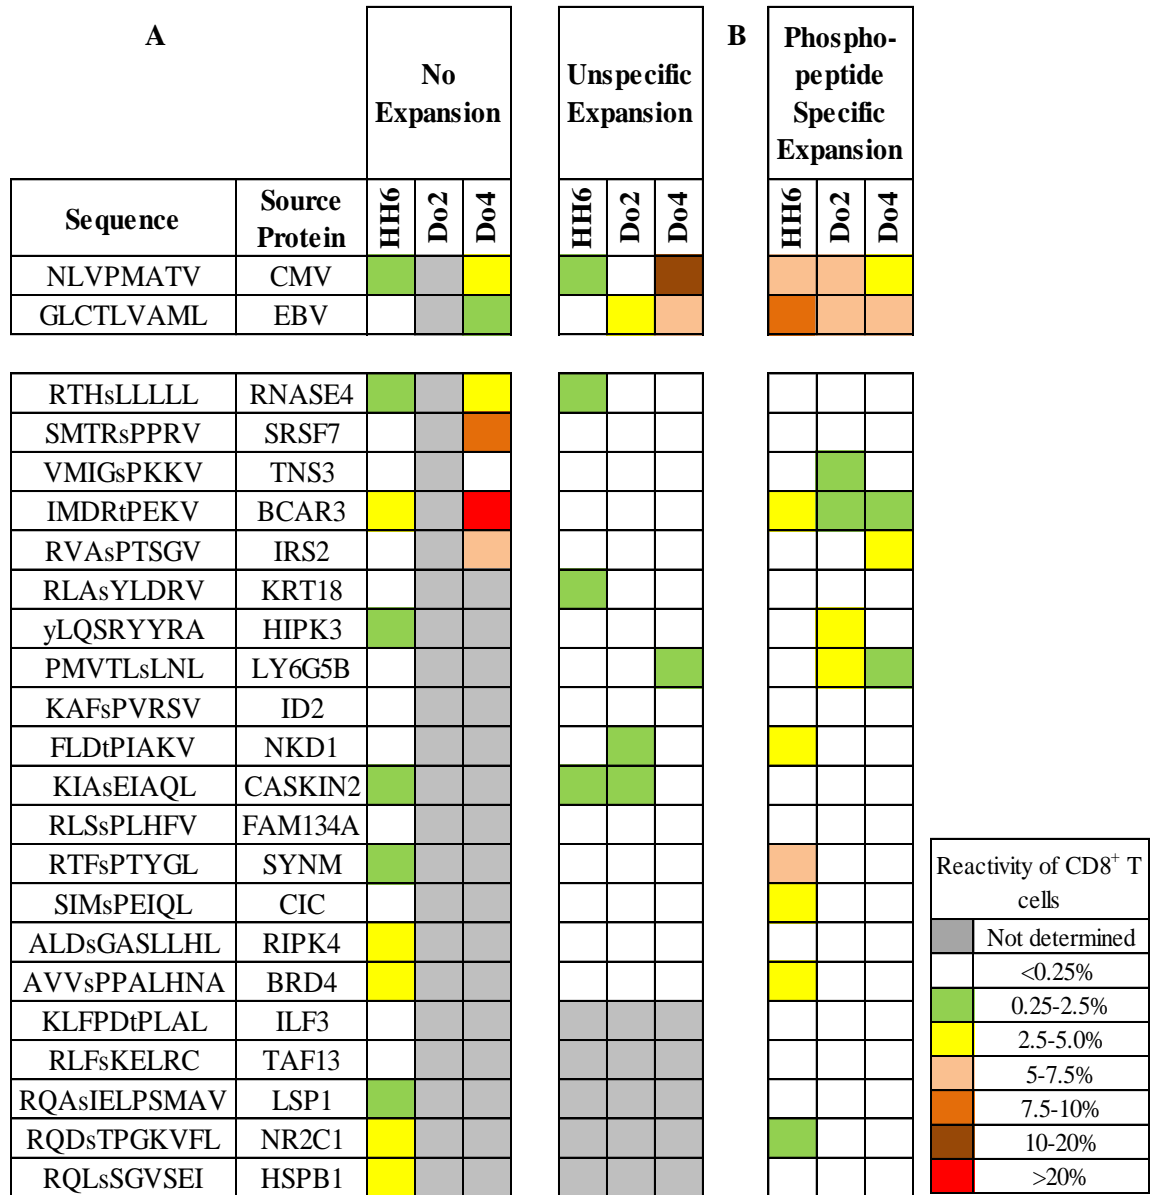 A
B
No
Expansion
Unspecific
Expansion
Phospho-
peptide
Specific
Expansion
Sequence
Source
Protein
HH6
Do2
Do4
HH6
Do2
Do4
HH6
Do2
Do4
NLVPMATV CMV
GLCTLVAML EBV
RTHsLLLLL RNASE4
SMTRsPPRV SRSF7
VMIGsPKKV TNS3
IMDRtPEKV BCAR3
RVAsPTSGV IRS2
RLAsYLDRV KRT18
yLQSRYYRA HIPK3
PMVTLsLNL LY6G5B
KAFsPVRSV ID2
FLDtPIAKV NKD1
KIAsEIAQL CASKIN2
RLSsPLHFV FAM134A
RTFsPTYGL SYNM
SIMsPEIQL CIC
ALDsGASLLHL RIPK4
AVVsPPALHNA BRD4
KLFPDtPLAL ILF3
RLFsKELRC TAF13
RQAsIELPSMAV LSP1
RQDsTPGKVFL NR2C1
RQLsSGVSEI HSPB1
Reactivity of CD8+ T
cells
Not determined
<0.25%
0.25-2.5%
2.5-5.0%
5-7.5%
7.5-10%
10-20%
>20%